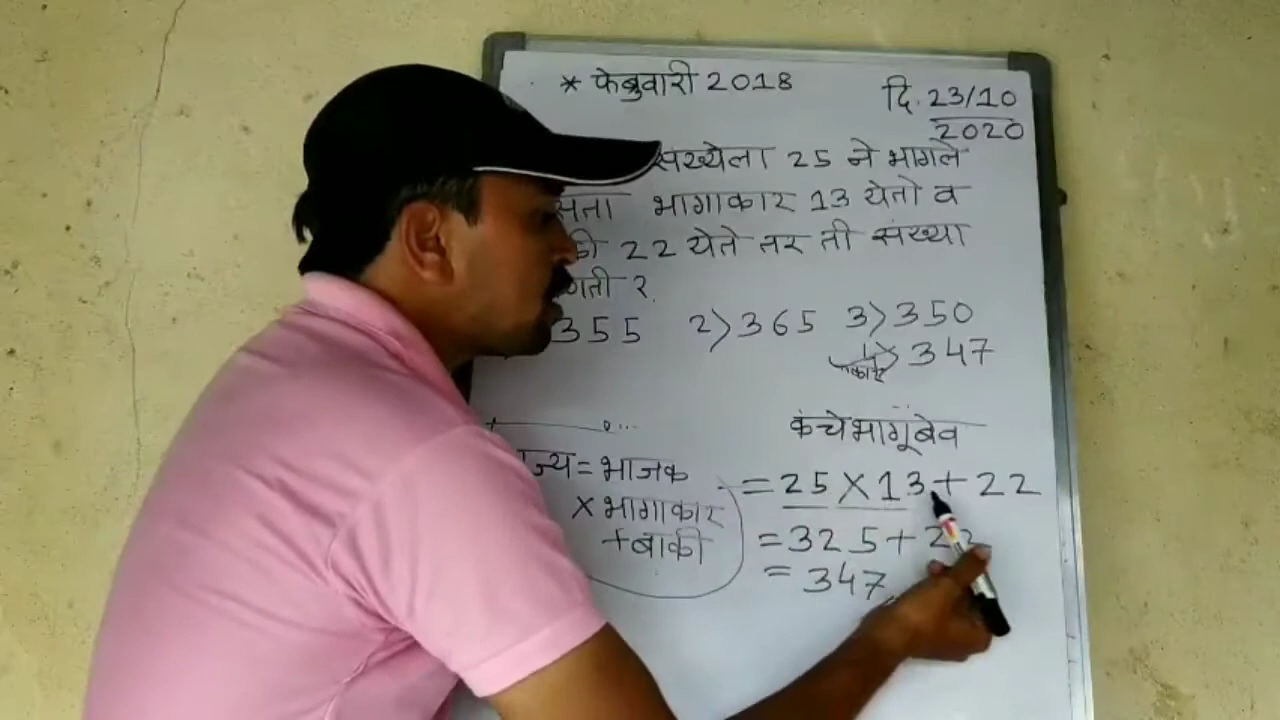 * फेब्रुवारी 2018
दि. 23/10
2020
संख्येला 25 ने भागले
सता भागाकार 13 येतो व
की 22 येते तर ती संख्या
णती ?
355 2) 365 3) 350
4) 347
कंचेभागूबेव
ज्य = भाजक
× भागाकार
+ बाकी
= 25 × 13 + 22
= 325 + 22
= 347